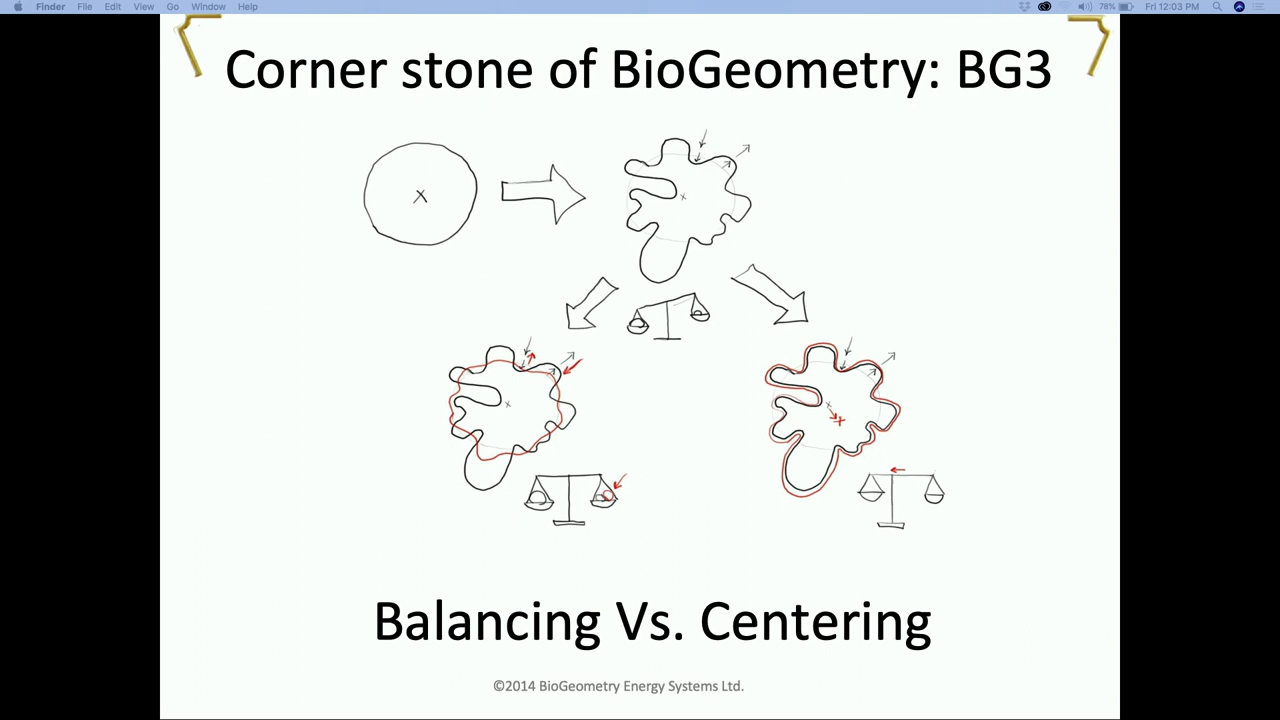 Finder File Edit View Go Window Help 78% Fri 12:03 PM
Corner stone of BioGeometry: BG3
x
x
x
x
x
Balancing Vs. Centering
©2014 BioGeometry Energy Systems Ltd.